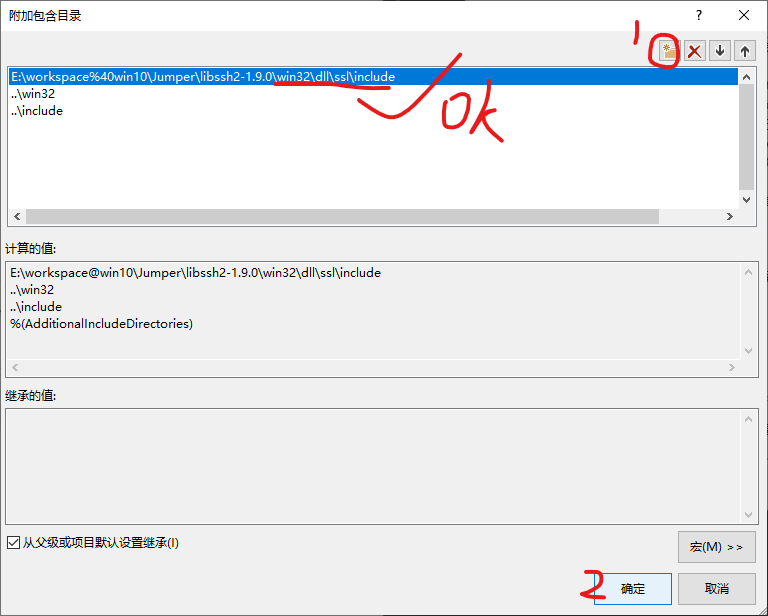 附加包含目录
?
1
E:\workspace%40win10\Jumper\libssh2-1.9.0\win32\dll\ssl\include
..\win32
..\include
ok
计算的值:
E:\workspace@win10\Jumper\libssh2-1.9.0\win32\dll\ssl\include
..\win32
..\include
%(AdditionalIncludeDirectories)
继承的值:
从父级或项目默认设置继承(I)
宏(M) >>
2 确定 取消